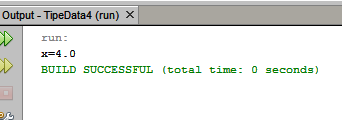 Output - TipeData4 (run)
run:
x=4.0
BUILD SUCCESSFUL (total time: 0 seconds)